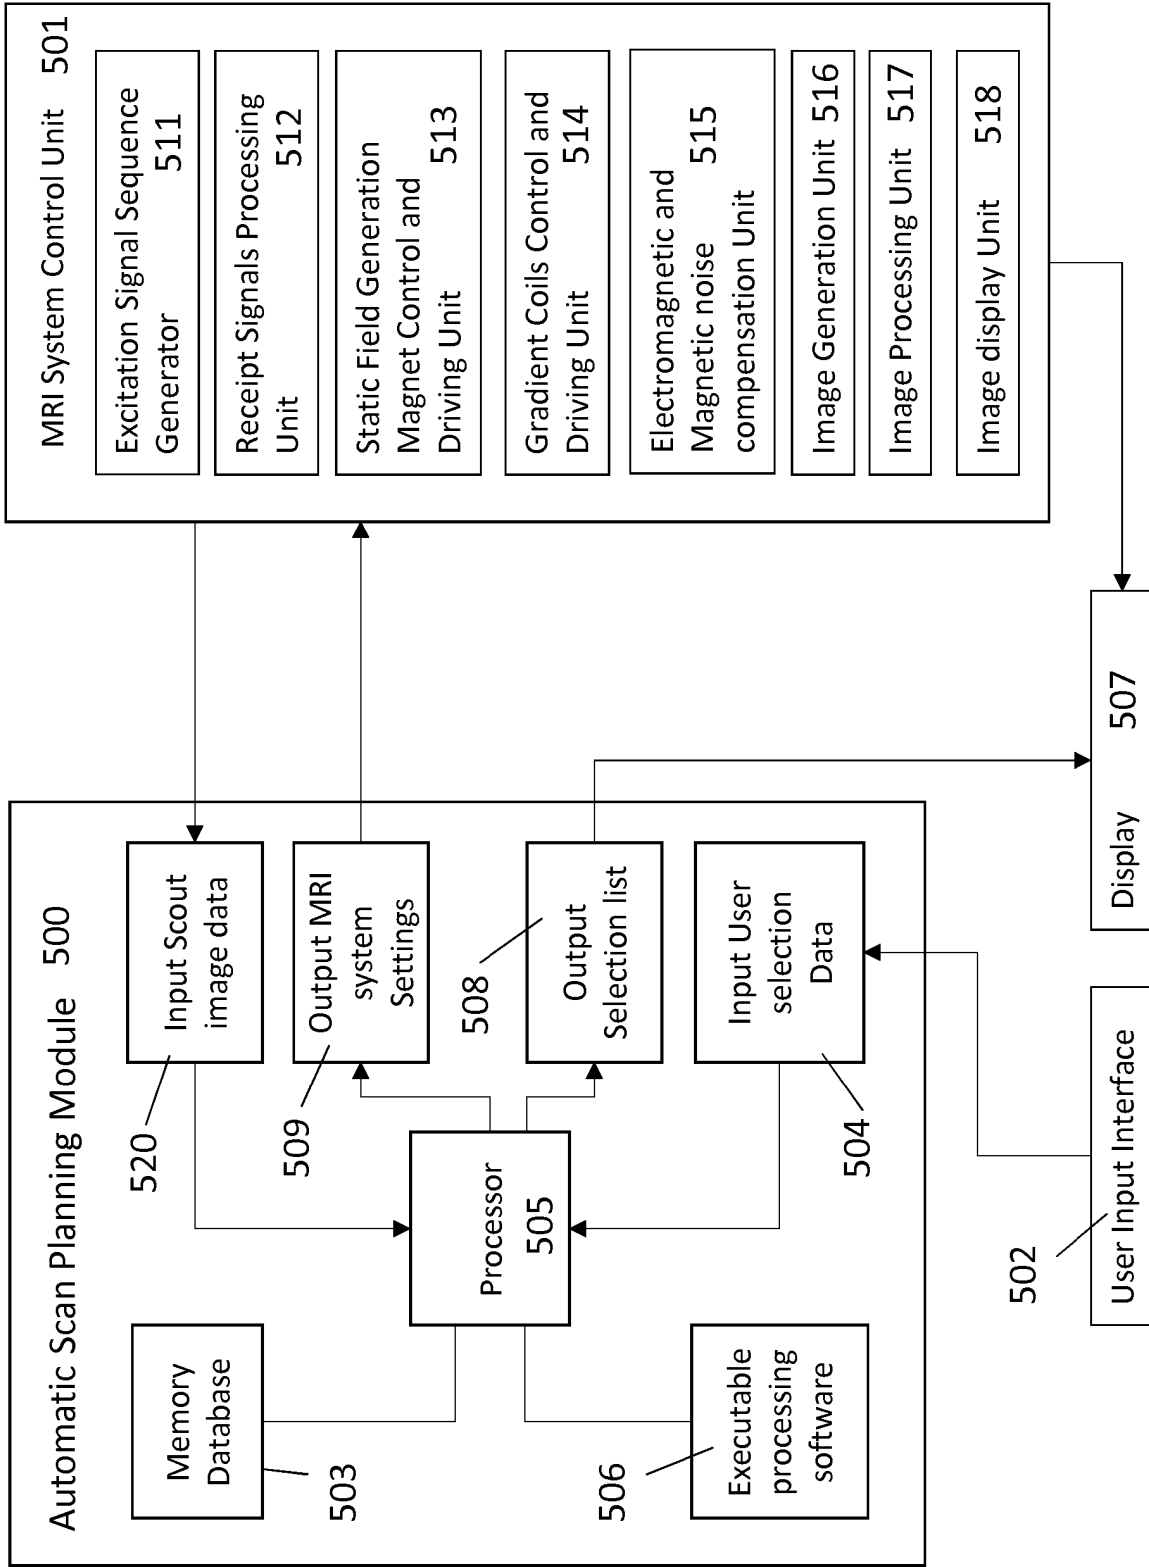 Automatic Scan Planning Module 500
Memory
Database
503
Executable
processing
software
506
Processor
505
520
Input Scout
image data
509
Output MRI
system
Settings
508
Output
Selection list
504
Input User
selection
Data
502
User Input Interface
Display 507
MRI System Control Unit 501
Excitation Signal Sequence
Generator 511
Receipt Signals Processing
Unit 512
Static Field Generation
Magnet Control and
Driving Unit 513
Gradient Coils Control and
Driving Unit 514
Electromagnetic and
Magnetic noise 515
compensation Unit
Image Generation Unit 516
Image Processing Unit 517
Image display Unit 518